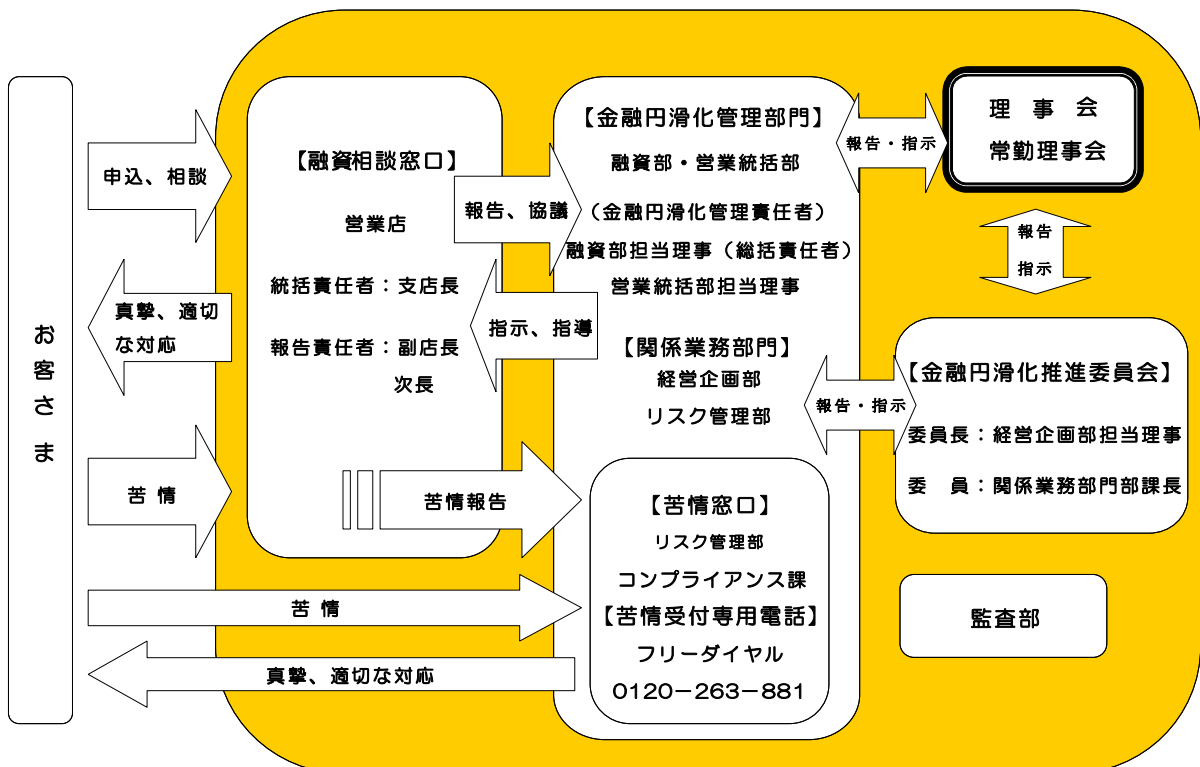 お客さま
申込、相談
真摯、適切
な対応
苦 情
苦 情
真摯、適切な対応
【融資相談窓口】
営業店
統括責任者：支店長
報告責任者：副店長
次長
報告、協議
指示、指導
苦情報告
【金融円滑化管理部門】
融資部・営業統括部
（金融円滑化管理責任者）
融資部担当理事（総括責任者）
営業統括部担当理事
【関係業務部門】
経営企画部
リスク管理部
【苦情窓口】
リスク管理部
コンプライアンス課
【苦情受付専用電話】
フリーダイヤル
0120－263－881
報告・指示
理 事 会
常勤理事会
報告
指示
報告・指示
【金融円滑化推進委員会】
委員長：経営企画部担当理事
委　員：関係業務部門部課長
監査部